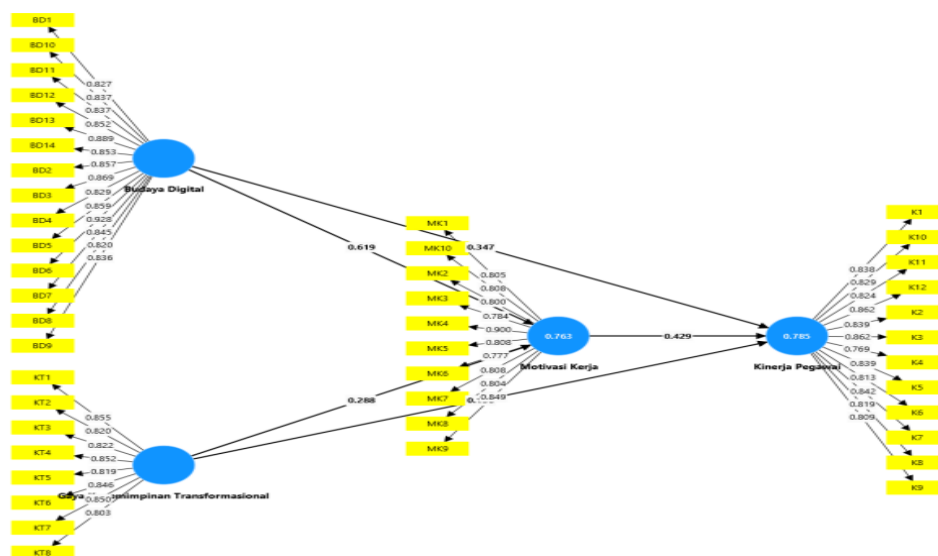 BD1
BD10
BD11
BD12
BD13
BD14
BD2
BD3
BD4
BD5
BD6
BD7
BD8
BD9
0.827
0.837
0.837
0.852
0.889
0.853
0.857
0.869
0.829
0.859
0.928
0.845
0.820
0.836
Budaya Digital
KT1
KT2
KT3
KT4
KT5
KT6
KT7
KT8
0.855
0.820
0.822
0.852
0.819
0.846
0.850
0.803
Transformasional
0.619
0.347
0.288
0.429
MK1
MK10
MK2
MK3
MK4
MK5
MK6
MK7
MK8
MK9
0.805
0.808
0.800
0.784
0.900
0.808
0.777
0.808
0.804
0.849
0.763
Motivasi Kerja
0.785
Kinerja Pegawai
0.838
0.829
0.824
0.862
0.839
0.862
0.769
0.839
0.813
0.842
0.819
0.809
K1
K10
K11
K12
K2
K3
K4
K5
K6
K7
K8
K9